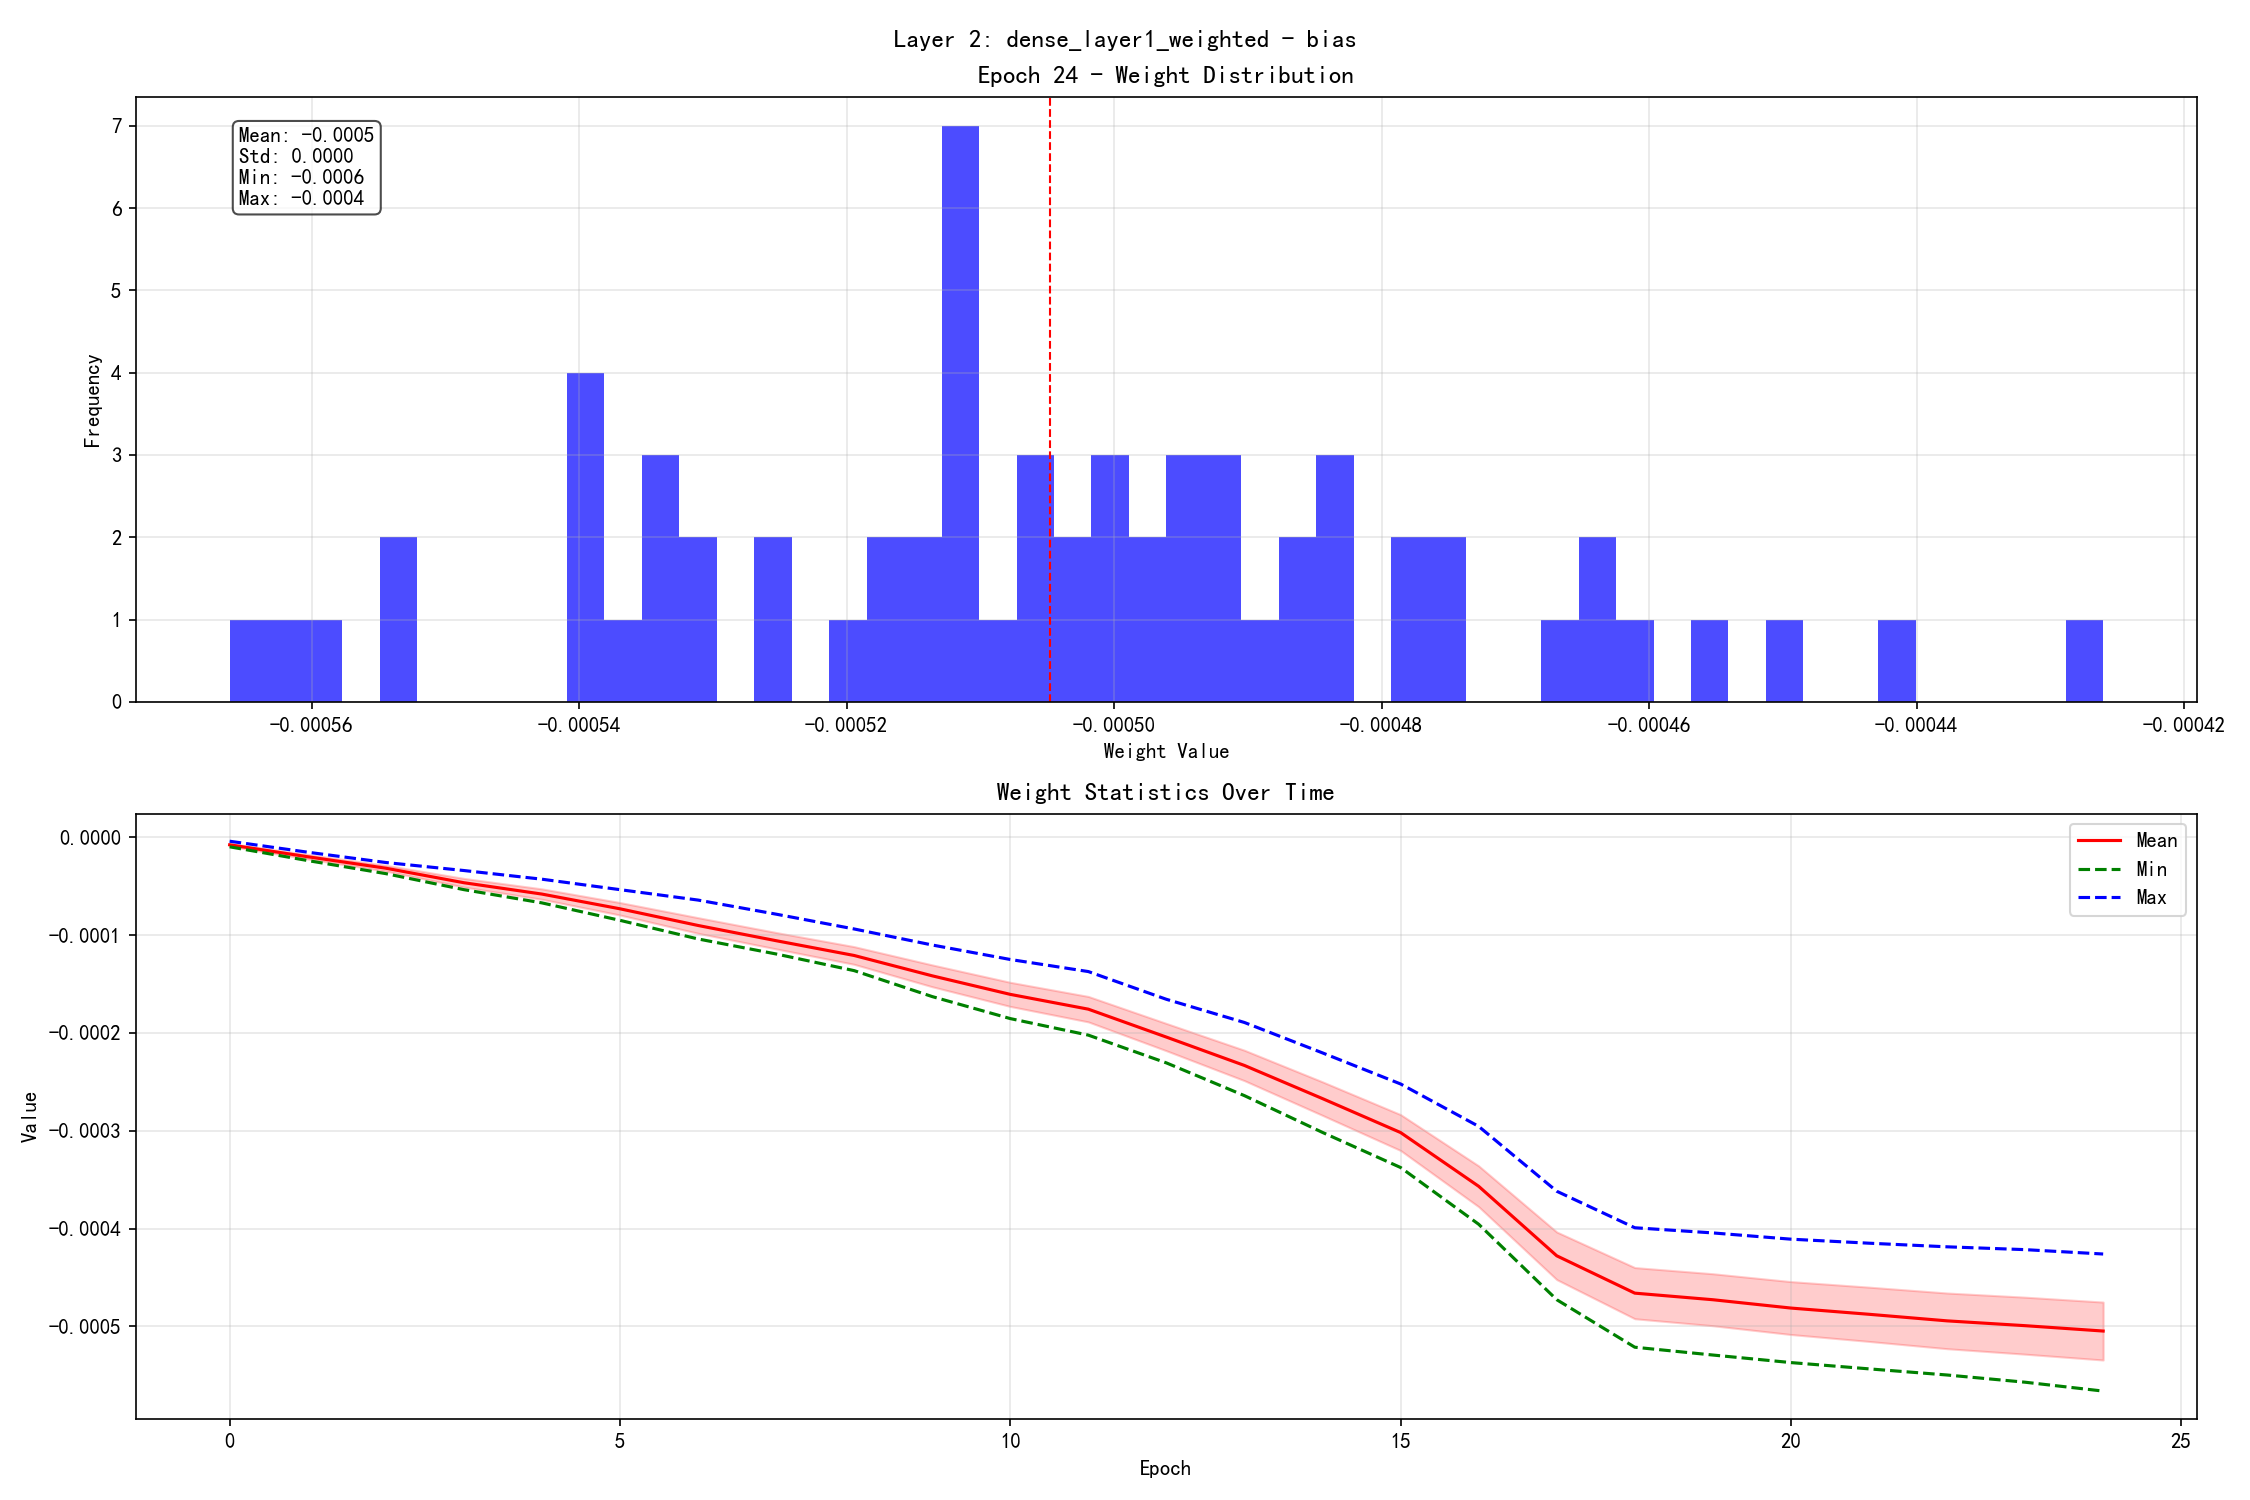 Layer 2: dense_layer1_weighted - bias
Epoch 24 - Weight Distribution
Mean: -0.0005
Std: 0.0000
Min: -0.0006
Max: -0.0004
7
6
5
4
3
2
1
0
Frequency
-0.00056 -0.00054 -0.00052 -0.00050 -0.00048 -0.00046 -0.00044 -0.00042
Weight Value
Weight Statistics Over Time
Mean
Min
Max
0.0000
-0.0001
-0.0002
-0.0003
-0.0004
-0.0005
Value
0 5 10 15 20 25
Epoch